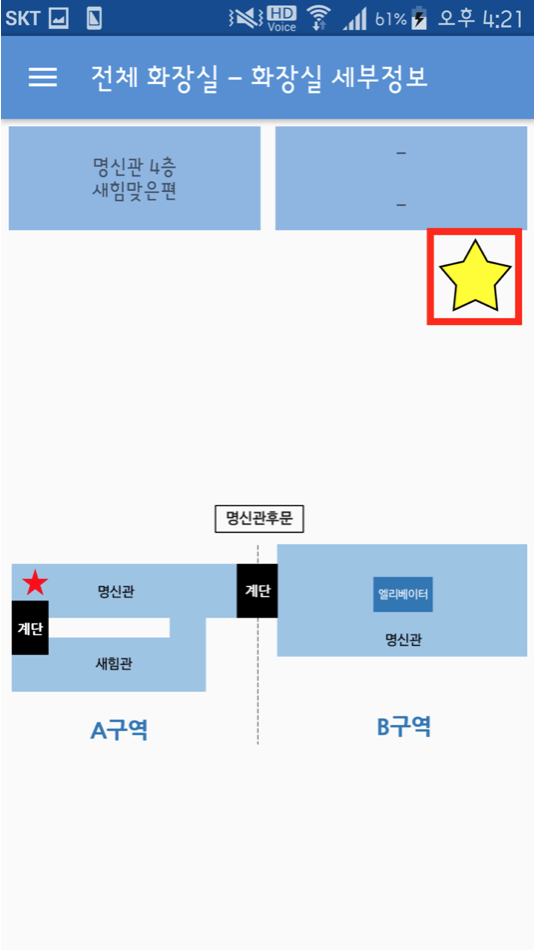 SKT HD Voice 61% 오후 4:21
전체 화장실 – 화장실 세부정보
명신관 4층
새힘맞은편
–
–
명신관후문
명신관
계단
엘리베이터
계단
명신관
새힘관
A구역
B구역